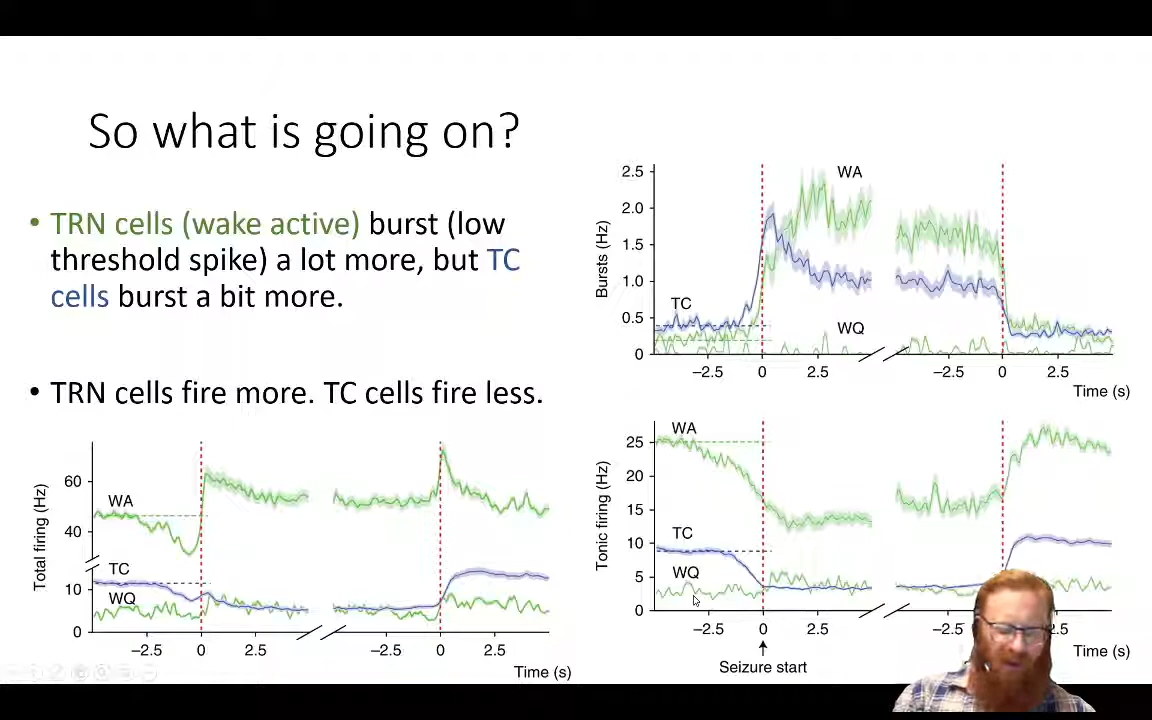 So what is going on?
• TRN cells (wake active) burst (low
threshold spike) a lot more, but TC
cells burst a bit more.
• TRN cells fire more. TC cells fire less.
Total firing (Hz)
60
40
10
0
WA
TC
WQ
−2.5 0 2.5 −2.5 0 2.5
Time (s)
Bursts (Hz)
2.5
2.0
1.5
1.0
0.5
0
WA
TC
WQ
−2.5 0 2.5 −2.5 0 2.5
Time (s)
Tonic firing (Hz)
25
20
15
10
5
0
WA
TC
WQ
−2.5 0 2.5 −2.5
Time (s)
Seizure start